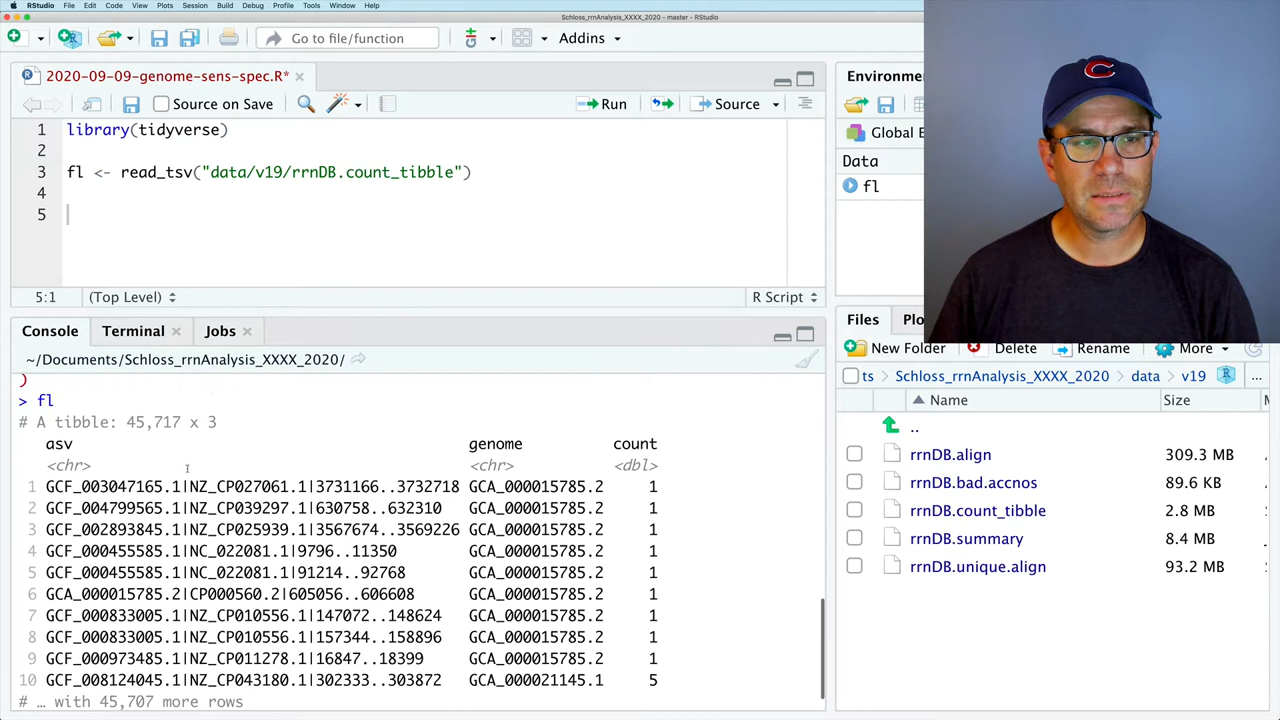 RStudio File Edit Code View Plots Session Build Debug Profile Tools Window Help
Schloss_rrnAnalysis_XXXX_2020 - master - RStudio
Go to file/function Addins
2020-09-09-genome-sens-spec.R*
Source on Save Run Source
1 library(tidyverse)
2
3 fl <- read_tsv("data/v19/rrnDB.count_tibble")
4
5
5:1 (Top Level) R Script
Console Terminal Jobs
~/Documents/Schloss_rrnAnalysis_XXXX_2020/
)
> fl
# A tibble: 45,717 x 3
asv genome count
<chr> <chr> <dbl>
1 GCF_003047165.1|NZ_CP027061.1|3731166..3732718 GCA_000015785.2 1
2 GCF_004799565.1|NZ_CP039297.1|630758..632310 GCA_000015785.2 1
3 GCF_002893845.1|NZ_CP025939.1|3567674..3569226 GCA_000015785.2 1
4 GCF_000455585.1|NC_022081.1|9796..11350 GCA_000015785.2 1
5 GCF_000455585.1|NC_022081.1|91214..92768 GCA_000015785.2 1
6 GCA_000015785.2|CP000560.2|605056..606608 GCA_000015785.2 1
7 GCF_000833005.1|NZ_CP010556.1|147072..148624 GCA_000015785.2 1
8 GCF_000833005.1|NZ_CP010556.1|157344..158896 GCA_000015785.2 1
9 GCF_000973485.1|NZ_CP011278.1|16847..18399 GCA_000015785.2 1
10 GCF_008124045.1|NZ_CP043180.1|302333..303872 GCA_000021145.1 5
# … with 45,707 more rows
Environme
Global E
Data
fl
C
Files Plo
New Folder Delete Rename More
ts Schloss_rrnAnalysis_XXXX_2020 data v19 ...
Name Size
..
rrnDB.align 309.3 MB
rrnDB.bad.accnos 89.6 KB
rrnDB.count_tibble 2.8 MB
rrnDB.summary 8.4 MB
rrnDB.unique.align 93.2 MB